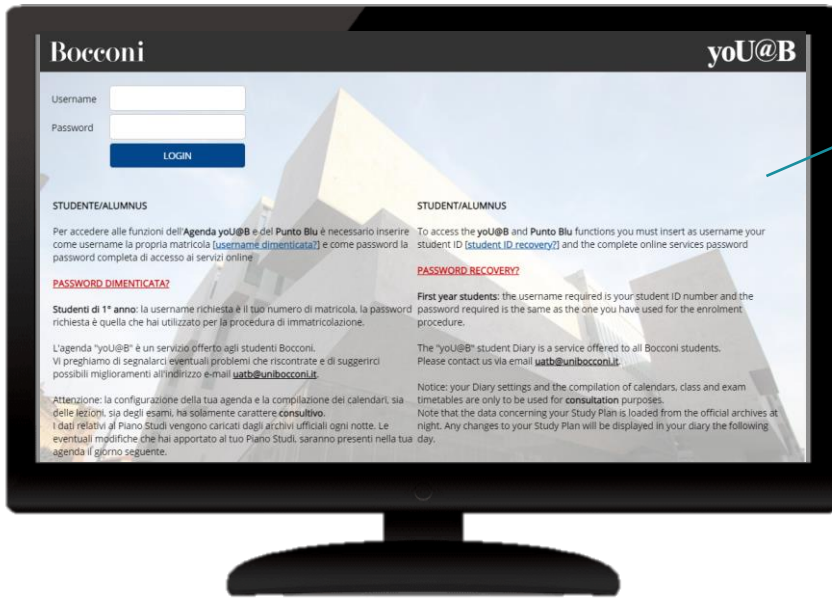 Bocconi
yoU@B
Username
Password
LOGIN
STUDENTE/ALUMNUS
Per accedere alle funzioni dell'Agenda yoU@B e del Punto Blu è necessario inserire
come username la propria matricola [username dimenticata?] e come password la
password completa di accesso ai servizi online
PASSWORD DIMENTICATA?
Studenti di 1° anno: la username richiesta è il tuo numero di matricola, la password
richiesta è quella che hai utilizzato per la procedura di immatricolazione.
L'agenda "yoU@B" è un servizio offerto agli studenti Bocconi.
Vi preghiamo di segnalarci eventuali problemi che riscontrate e di suggerirci
possibili miglioramenti all'indirizzo e-mail uatb@unibocconi.it.
Attenzione: la configurazione della tua agenda e la compilazione dei calendari, sia
delle lezioni, sia degli esami, ha solamente carattere consultivo.
I dati relativi al Piano Studi vengono caricati dagli archivi ufficiali ogni notte. Le
eventuali modifiche che hai apportato al tuo Piano Studi, saranno presenti nella tua
agenda il giorno seguente.
STUDENT/ALUMNUS
To access the yoU@B and Punto Blu functions you must insert as username your
student ID [student ID recovery?] and the complete online services password
PASSWORD RECOVERY?
First year students: the username required is your student ID number and the
password required is the same as the one you have used for the enrolment
procedure.
The "yoU@B" student Diary is a service offered to all Bocconi students.
Please contact us via email uatb@unibocconi.it.
Notice: your Diary settings and the compilation of calendars, class and exam
timetables are only to be used for consultation purposes.
Note that the data concerning your Study Plan is loaded from the official archives at
night. Any changes to your Study Plan will be displayed in your diary the following
day.